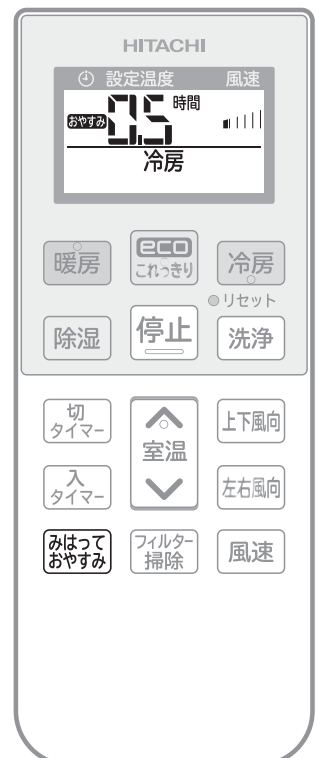 HITACHI
設定温度 風速
おやすみ 0.5 時間
冷房
暖房 eco これっきり 冷房
リセット
除湿 停止 洗浄
切タイマー 室温 上下風向
入タイマー 左右風向
みはっておやすみ フィルター掃除 風速